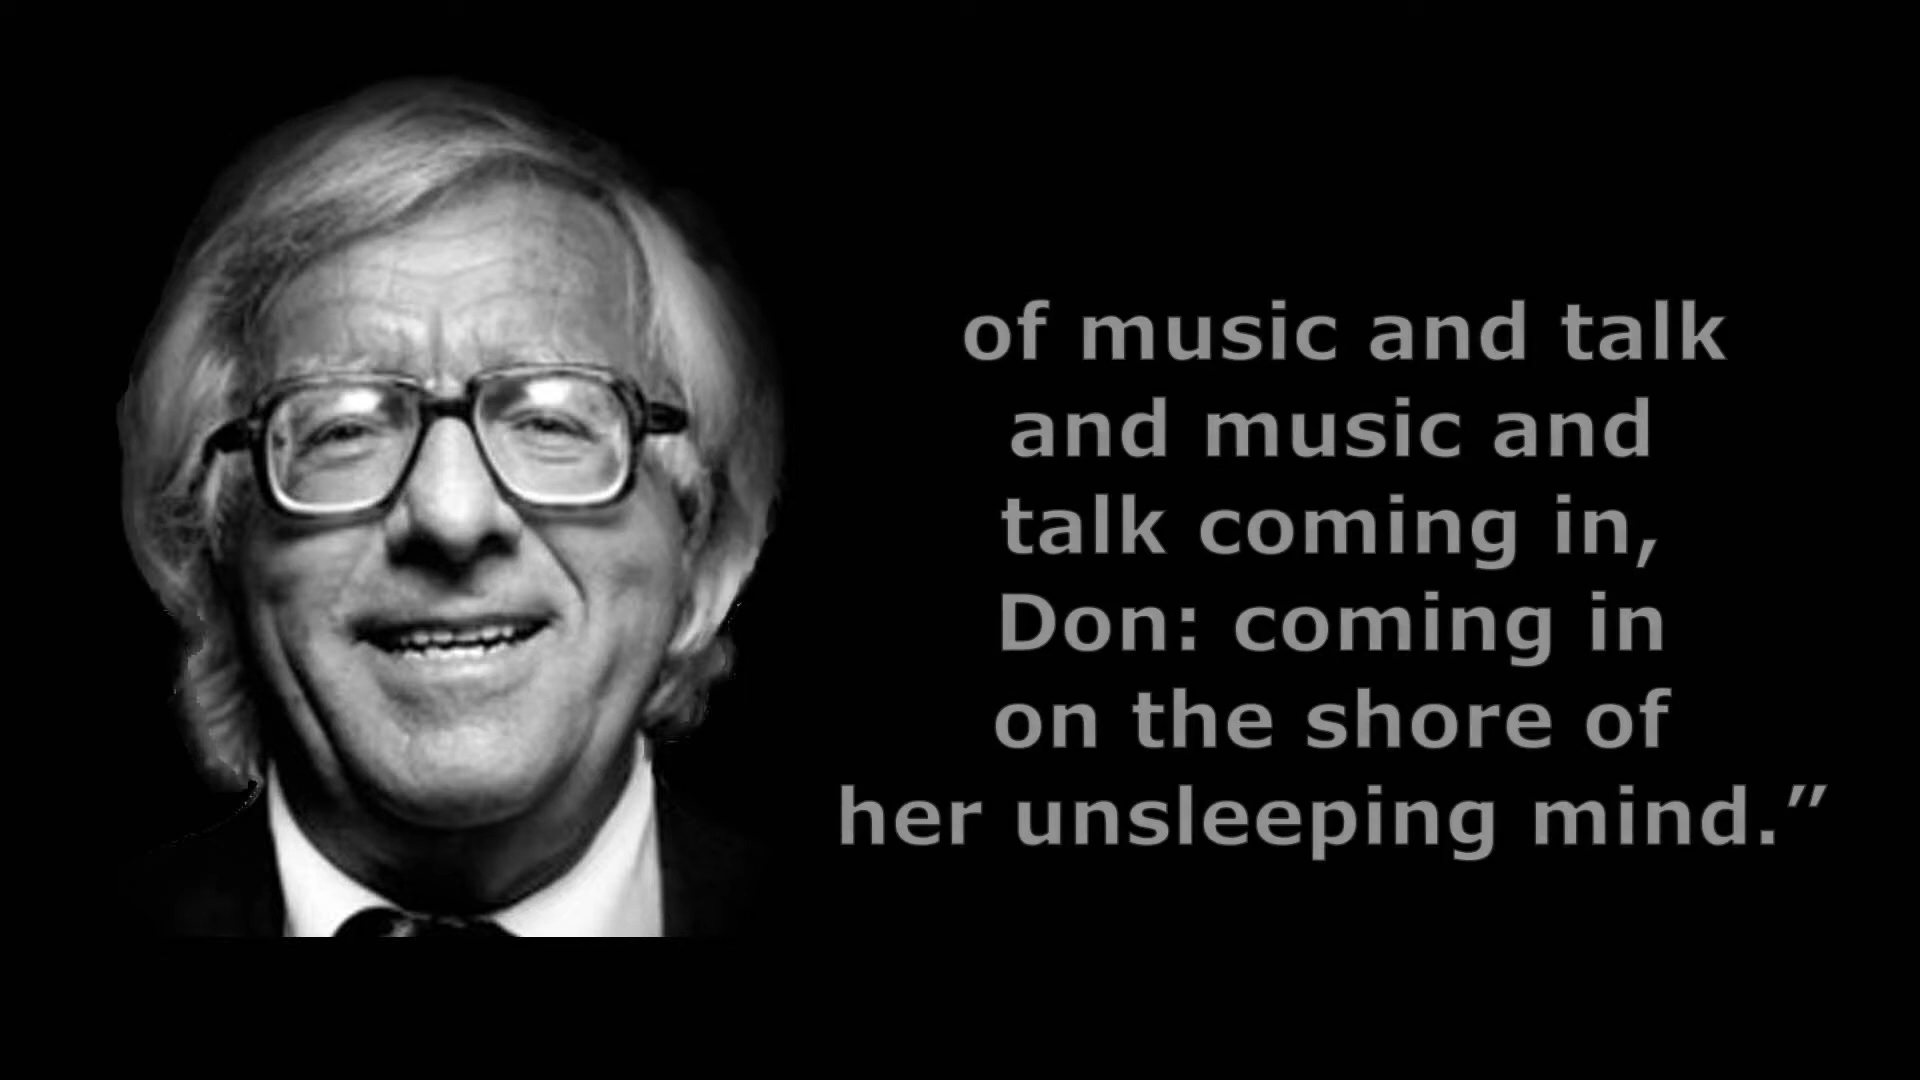 of music and talk
and music and
talk coming in,
Don: coming in
on the shore of
her unsleeping mind.”